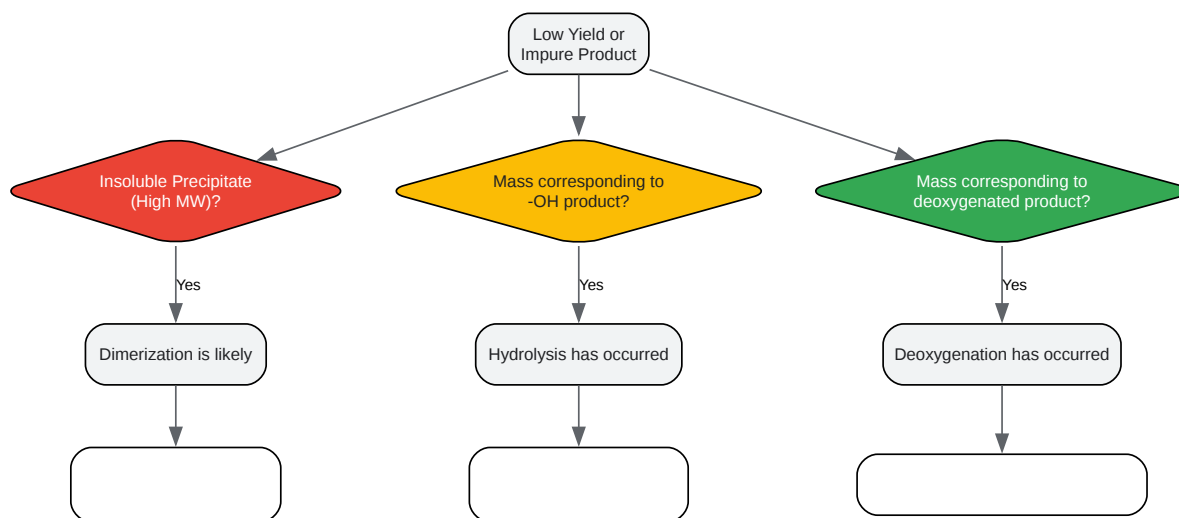 Low Yield or
Impure Product
Insoluble Precipitate
(High MW)?
Mass corresponding to
-OH product?
Mass corresponding to
deoxygenated product?
Yes
Yes
Yes
Dimerization is likely
Hydrolysis has occurred
Deoxygenation has occurred